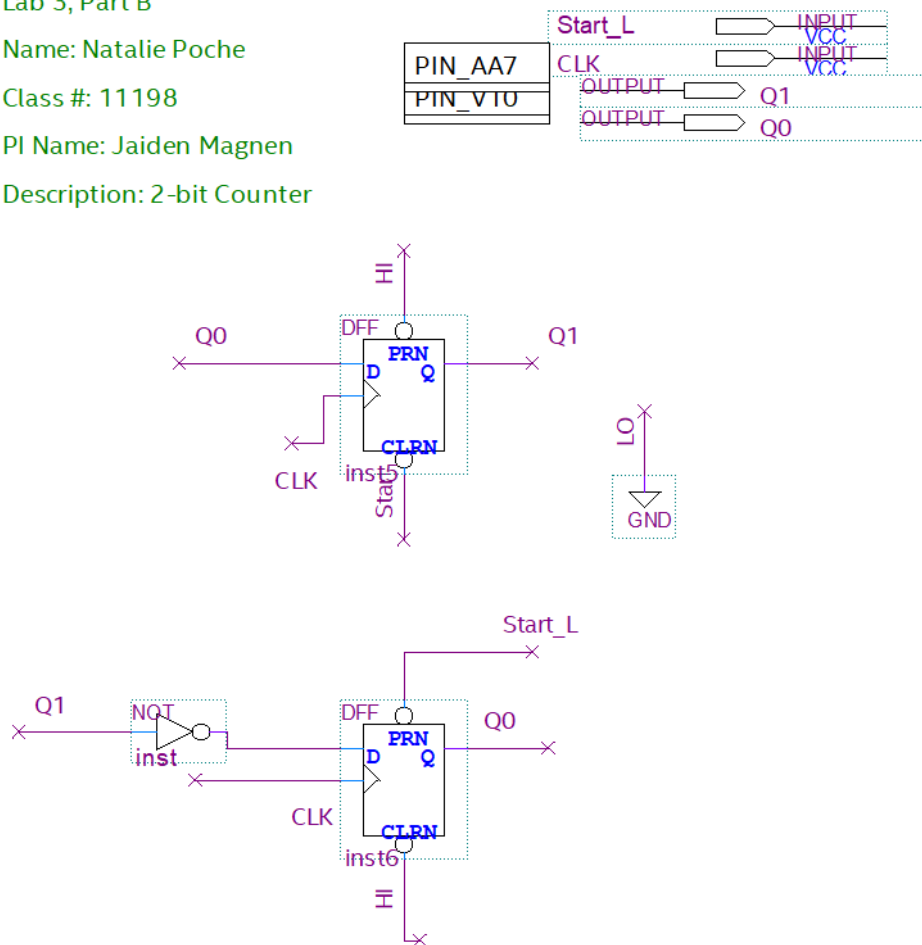 Lab 3, Part B
Name: Natalie Poche
Class #: 11198
PI Name: Jaiden Magnen
Description: 2-bit Counter
Start_L
INPUT
VCC
PIN_AA7
CLK
INPUT
VCC
PIN_V10
OUTPUT
Q1
OUTPUT
Q0
HI
Q0
DFF
PRN
D
Q
Q1
CLRN
CLK
inst5
LO
GND
Start_L
Q1
NOT
inst
DFF
PRN
D
Q
Q0
CLK
CLRN
inst6
HI